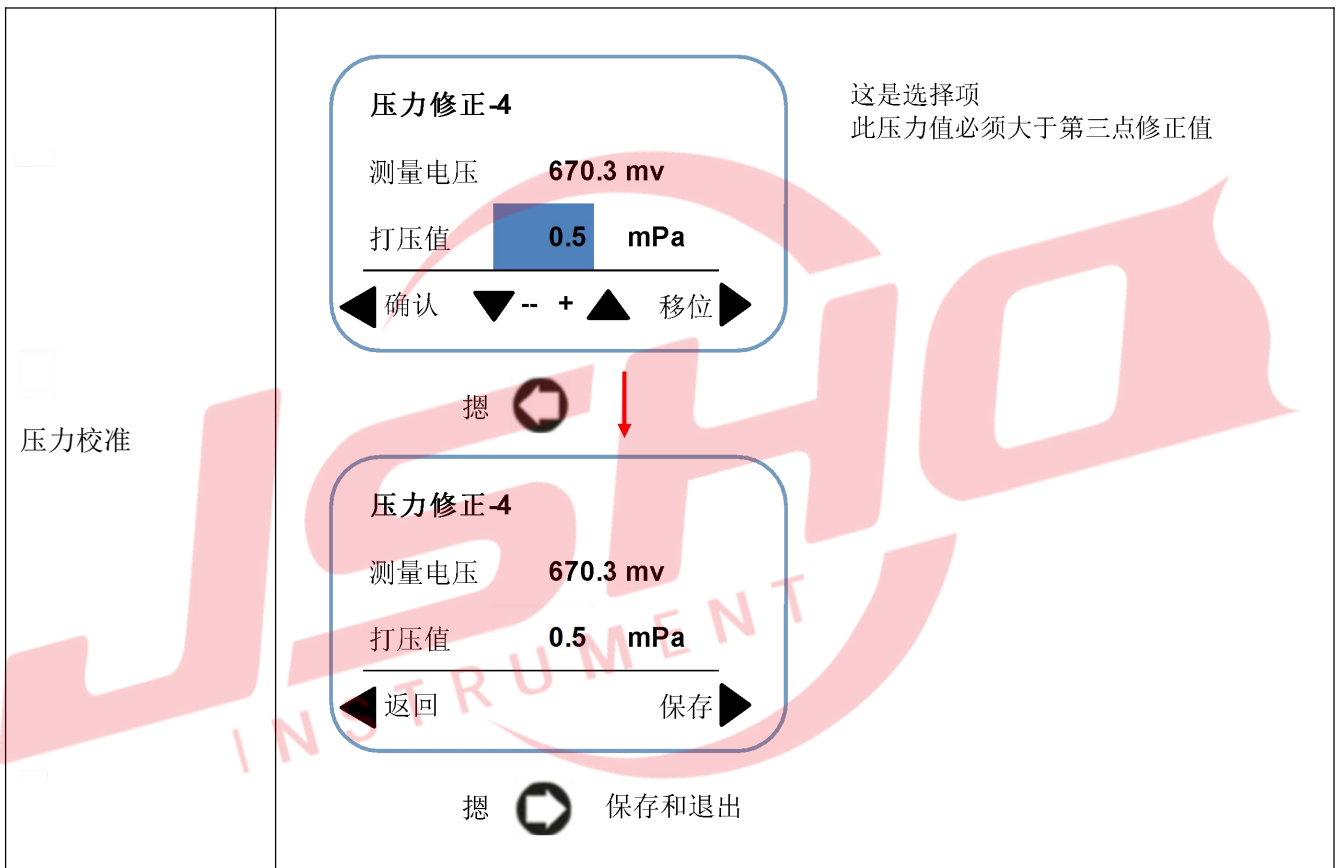 压力校准
压力修正-4
测量电压 670.3 mv
打压值 0.5 mPa
确认 -- + 移位
这是选择项
此压力值必须大于第三点修正值
摁
压力修正-4
测量电压 670.3 mv
打压值 0.5 mPa
返回 保存
摁 保存和退出
JSHO
INSTRUMENT